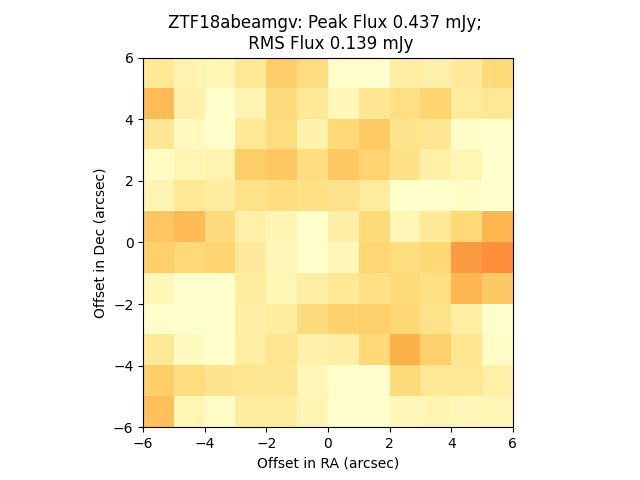 ZTF18abeamgv: Peak Flux 0.437 mJy;
RMS Flux 0.139 mJy
6
4
2
0
−2
−4
−6
Offset in Dec (arcsec)
−6 −4 −2 0 2 4 6
Offset in RA (arcsec)